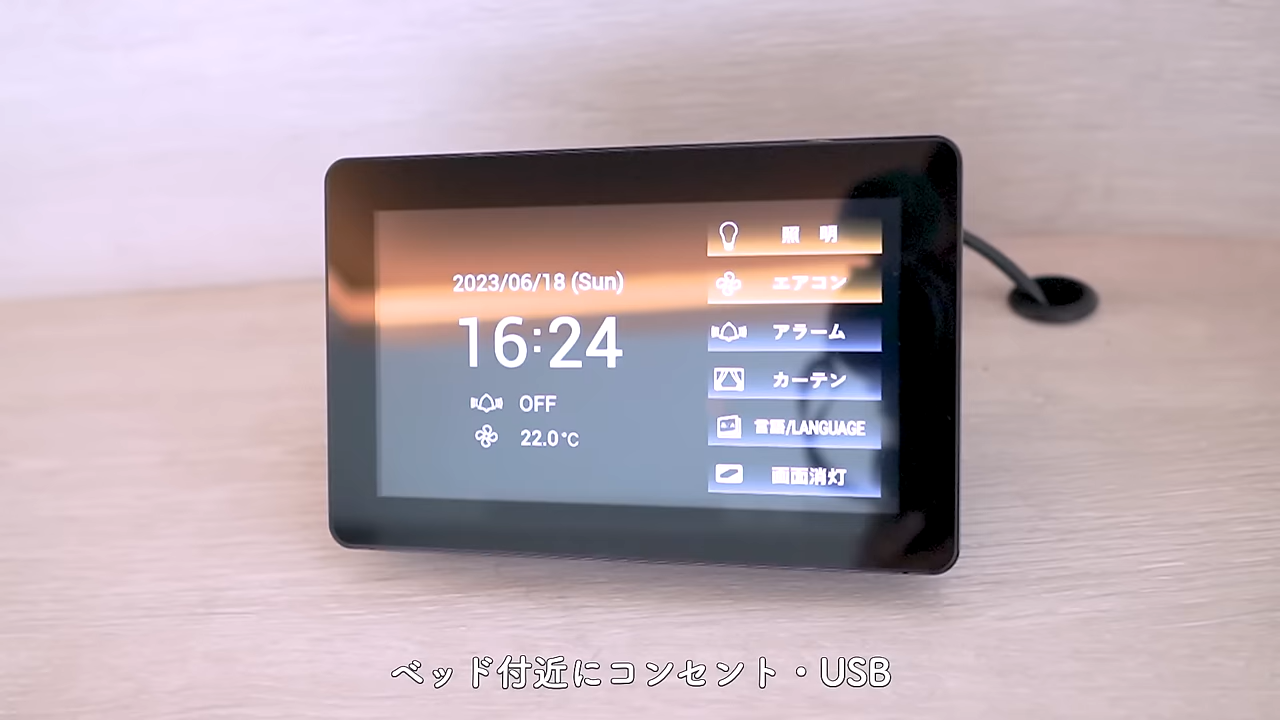 2023/06/18 (Sun)
16:24
OFF
22.0℃
照 明
エアコン
アラーム
カーテン
言語/LANGUAGE
画面消灯
ベッド付近にコンセント・USB